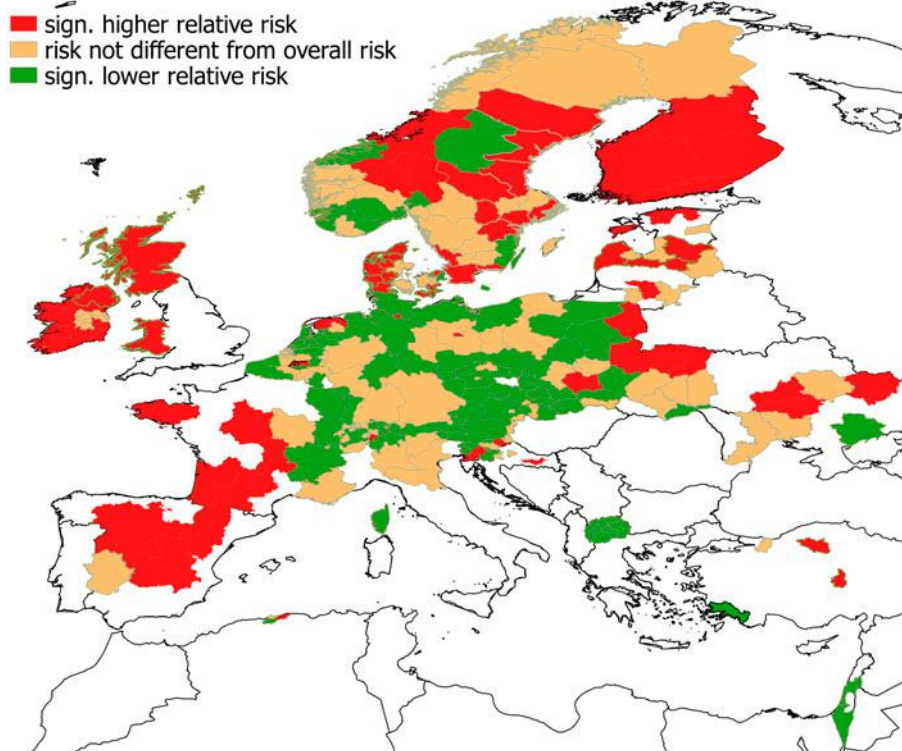 sign. higher relative risk
risk not different from overall risk
sign. lower relative risk